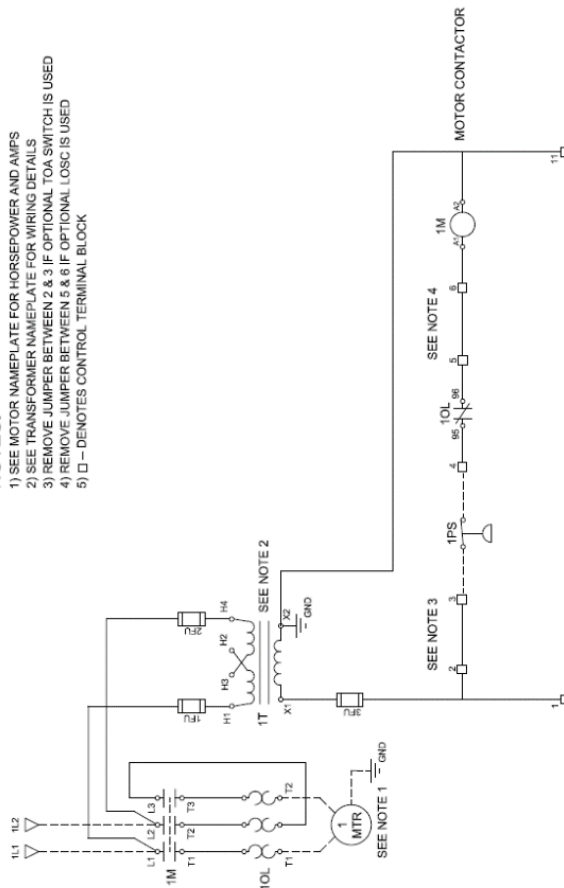 1) SEE MOTOR NAMEPLATE FOR HORSEPOWER AND AMPS
2) SEE TRANSFORMER NAMEPLATE FOR WIRING DETAILS
3) REMOVE JUMPER BETWEEN 2 & 3 IF OPTIONAL TOA SWITCH IS USED
4) REMOVE JUMPER BETWEEN 5 & 6 IF OPTIONAL LOSC IS USED
5) □ – DENOTES CONTROL TERMINAL BLOCK
1L1
1L2
L1
L2
L3
1M
T1
T2
T3
1OL
T1
T2
1
MTR
GND
SEE NOTE 1
1FU
2FU
H1
H3
H2
H4
1T
SEE NOTE 2
X1
X2
GND
3FU
SEE NOTE 3
1PS
1OL
SEE NOTE 4
1M
MOTOR CONTACTOR
2
3
4
95
96
5
6
A1
A2
1
11